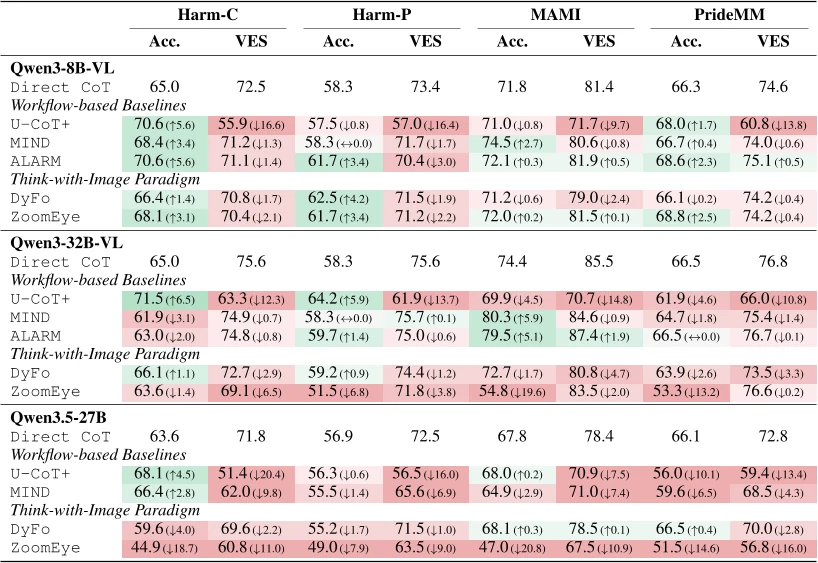 Harm-C Harm-P MAMI PrideMM
Acc. VES Acc. VES Acc. VES Acc. VES
Qwen3-8B-VL
Direct CoT 65.0 72.5 58.3 73.4 71.8 81.4 66.3 74.6
Workflow-based Baselines
U-CoT+ 70.6 (↑5.6) 55.9 (↓16.6) 57.5 (↓0.8) 57.0 (↓16.4) 71.0 (↓0.8) 71.7 (↓9.7) 68.0 (↑1.7) 60.8 (↓13.8)
MIND 68.4 (↑3.4) 71.2 (↓1.3) 58.3 (↔0.0) 71.7 (↓1.7) 74.5 (↑2.7) 80.6 (↓0.8) 66.7 (↑0.4) 74.0 (↓0.6)
ALARM 70.6 (↑5.6) 71.1 (↓1.4) 61.7 (↑3.4) 70.4 (↓3.0) 72.1 (↑0.3) 81.9 (↑0.5) 68.6 (↑2.3) 75.1 (↑0.5)
Think-with-Image Paradigm
DyFo 66.4 (↑1.4) 70.8 (↓1.7) 62.5 (↑4.2) 71.5 (↓1.9) 71.2 (↓0.6) 79.0 (↓2.4) 66.1 (↓0.2) 74.2 (↓0.4)
ZoomEye 68.1 (↑3.1) 70.4 (↓2.1) 61.7 (↑3.4) 71.2 (↓2.2) 72.0 (↑0.2) 81.5 (↑0.1) 68.8 (↑2.5) 74.2 (↓0.4)
Qwen3-32B-VL
Direct CoT 65.0 75.6 58.3 75.6 74.4 85.5 66.5 76.8
Workflow-based Baselines
U-CoT+ 71.5 (↑6.5) 63.3 (↓12.3) 64.2 (↑5.9) 61.9 (↓13.7) 69.9 (↓4.5) 70.7 (↓14.8) 61.9 (↓4.6) 66.0 (↓10.8)
MIND 61.9 (↓3.1) 74.9 (↓0.7) 58.3 (↔0.0) 75.7 (↑0.1) 80.3 (↑5.9) 84.6 (↓0.9) 64.7 (↓1.8) 75.4 (↓1.4)
ALARM 63.0 (↓2.0) 74.8 (↓0.8) 59.7 (↑1.4) 75.0 (↓0.6) 79.5 (↑5.1) 87.4 (↑1.9) 66.5 (↔0.0) 76.7 (↓0.1)
Think-with-Image Paradigm
DyFo 66.1 (↑1.1) 72.7 (↓2.9) 59.2 (↑0.9) 74.4 (↓1.2) 72.7 (↓1.7) 80.8 (↓4.7) 63.9 (↓2.6) 73.5 (↓3.3)
ZoomEye 63.6 (↓1.4) 69.1 (↓6.5) 51.5 (↓6.8) 71.8 (↓3.8) 54.8 (↓19.6) 83.5 (↓2.0) 53.3 (↓13.2) 76.6 (↓0.2)
Qwen3.5-27B
Direct CoT 63.6 71.8 56.9 72.5 67.8 78.4 66.1 72.8
Workflow-based Baselines
U-CoT+ 68.1 (↑4.5) 51.4 (↓20.4) 56.3 (↓0.6) 56.5 (↓16.0) 68.0 (↑0.2) 70.9 (↓7.5) 56.0 (↓10.1) 59.4 (↓13.4)
MIND 66.4 (↑2.8) 62.0 (↓9.8) 55.5 (↓1.4) 65.6 (↓6.9) 64.9 (↓2.9) 71.0 (↓7.4) 59.6 (↓6.5) 68.5 (↓4.3)
Think-with-Image Paradigm
DyFo 59.6 (↓4.0) 69.6 (↓2.2) 55.2 (↓1.7) 71.5 (↓1.0) 68.1 (↑0.3) 78.5 (↑0.1) 66.5 (↑0.4) 70.0 (↓2.8)
ZoomEye 44.9 (↓18.7) 60.8 (↓11.0) 49.0 (↓7.9) 63.5 (↓9.0) 47.0 (↓20.8) 67.5 (↓10.9) 51.5 (↓14.6) 56.8 (↓16.0)